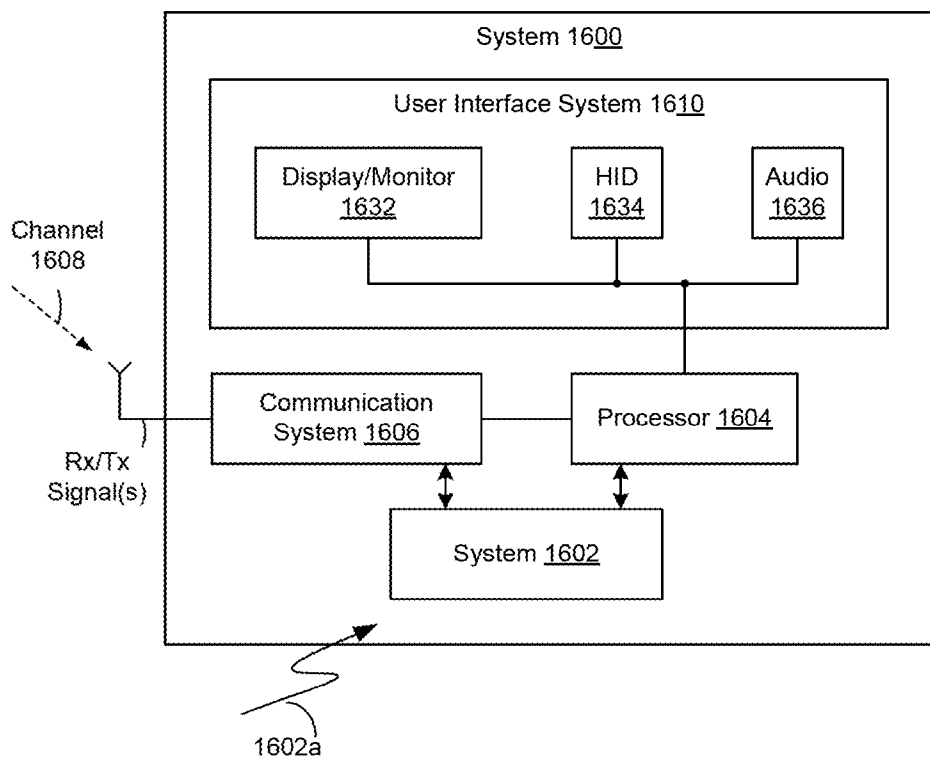 System 1600
User Interface System 1610
Display/Monitor
1632
HID
1634
Audio
1636
Channel
1608
Communication
System 1606
Processor 1604
Rx/Tx
Signal(s)
System 1602
1602a